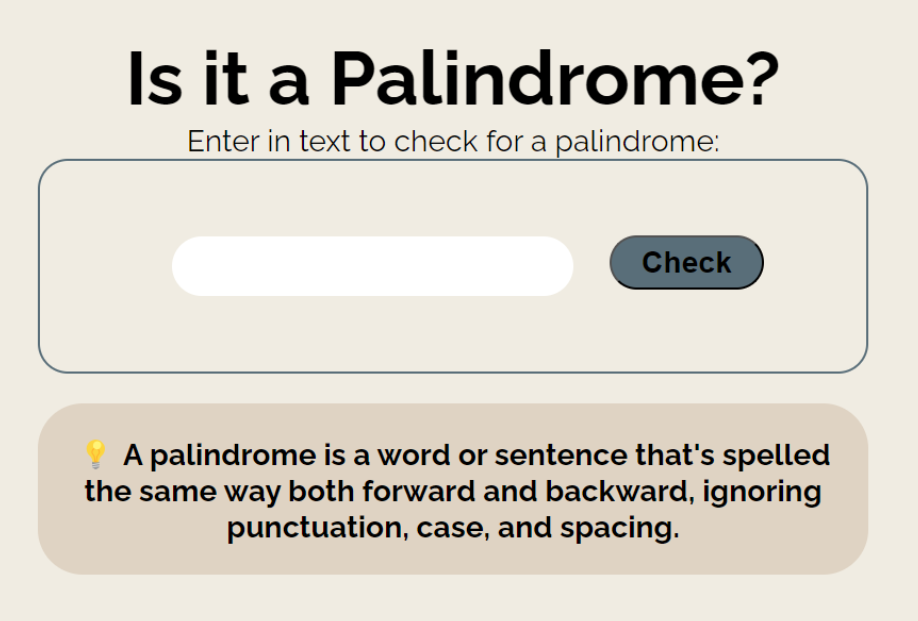 Is it a Palindrome?
Enter in text to check for a palindrome:
Check
💡 A palindrome is a word or sentence that's spelled
the same way both forward and backward, ignoring
punctuation, case, and spacing.